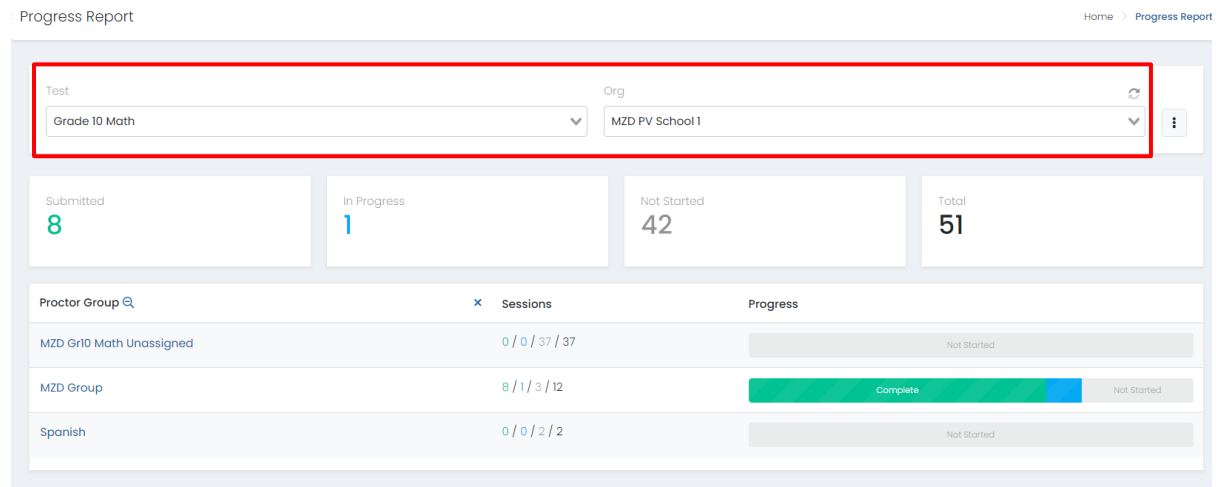 Progress Report
Home > Progress Report
Test
Org
Grade 10 Math
MZD PV School 1
Submitted
In Progress
Not Started
Total
8
1
42
51
Proctor Group
Sessions
Progress
MZD Gr10 Math Unassigned
0 / 0 / 37 / 37
Not Started
MZD Group
8 / 1 / 3 / 12
Complete
Not Started
Spanish
0 / 0 / 2 / 2
Not Started